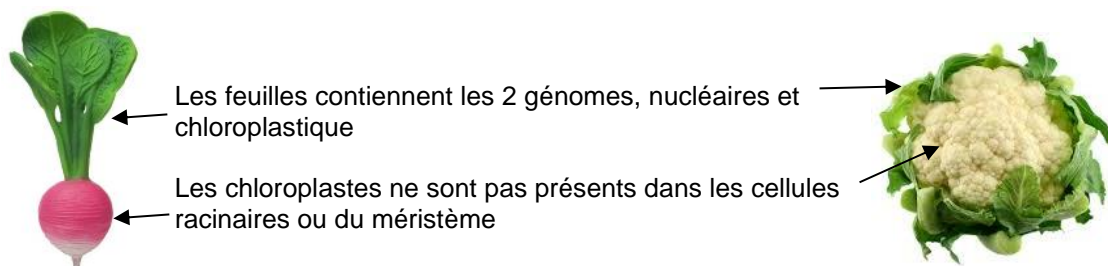 Les feuilles contiennent les 2 génomes, nucléaires et
chloroplastique
Les chloroplastes ne sont pas présents dans les cellules
racinaires ou du méristème